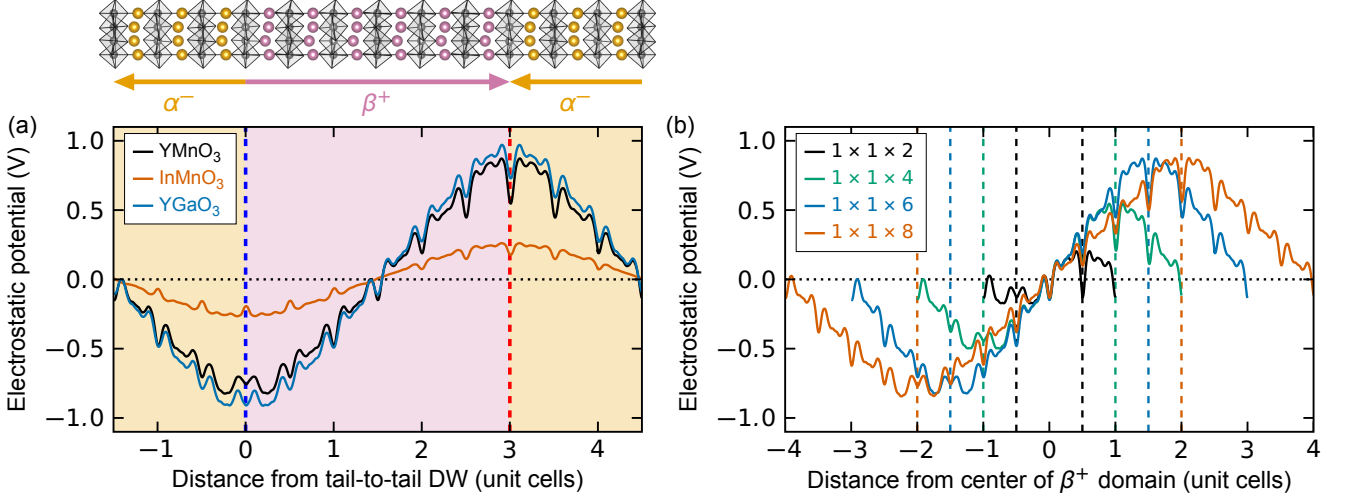 α⁻ β⁺ α⁻
(a)
Electrostatic potential (V)
1.0
0.5
0.0
−0.5
−1.0
YMnO₃
InMnO₃
YGaO₃
−1 0 1 2 3 4
Distance from tail-to-tail DW (unit cells)
(b)
Electrostatic potential (V)
1.0
0.5
0.0
−0.5
−1.0
1 × 1 × 2
1 × 1 × 4
1 × 1 × 6
1 × 1 × 8
−4 −3 −2 −1 0 1 2 3 4
Distance from center of β⁺ domain (unit cells)